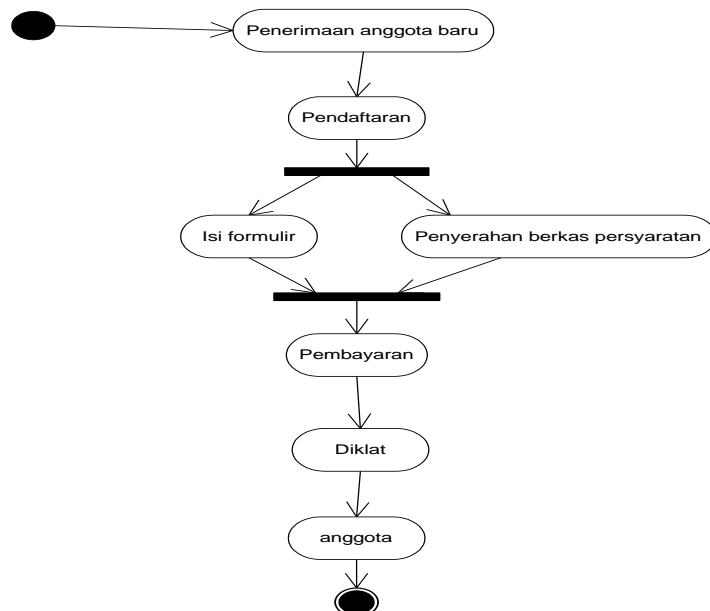 Penerimaan anggota baru
Pendaftaran
Isi formulir
Penyerahan berkas persyaratan
Pembayaran
Diklat
anggota